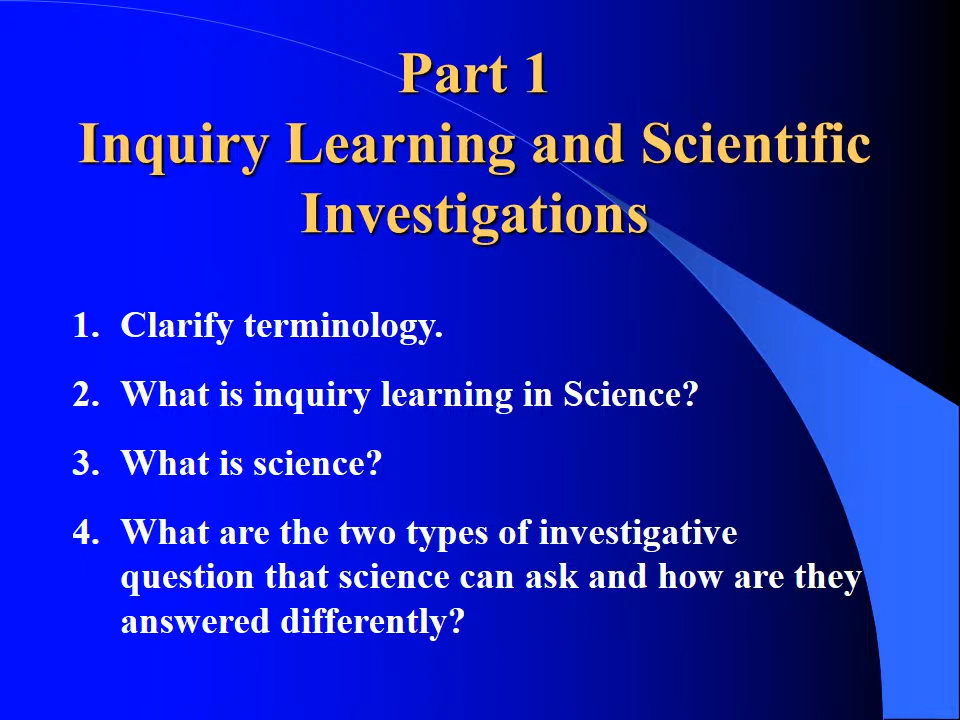 Part 1
Inquiry Learning and Scientific
Investigations
1. Clarify terminology.
2. What is inquiry learning in Science?
3. What is science?
4. What are the two types of investigative
question that science can ask and how are they
answered differently?